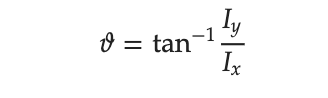 ϑ = tan⁻¹ I_y / I_x